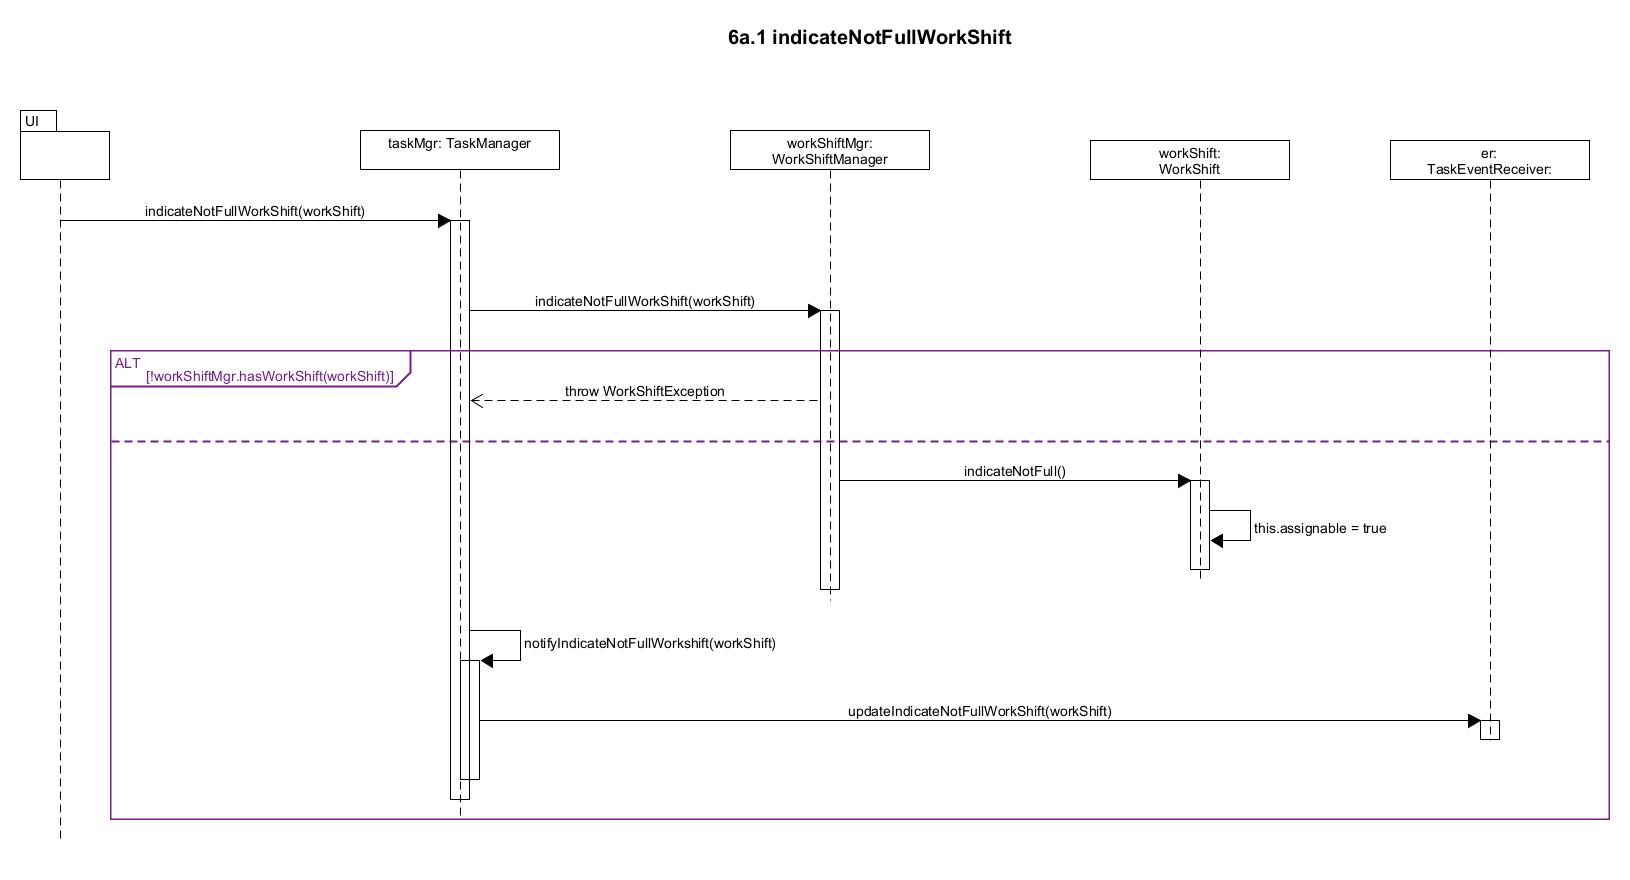 6a.1 indicateNotFullWorkShift
UI
taskMgr: TaskManager
workShiftMgr:
WorkShiftManager
workShift:
WorkShift
er:
TaskEventReceiver:
indicateNotFullWorkShift(workShift)
indicateNotFullWorkShift(workShift)
ALT
[!workShiftMgr.hasWorkShift(workShift)]
throw WorkShiftException
indicateNotFull()
this.assignable = true
notifyIndicateNotFullWorkshift(workShift)
updateIndicateNotFullWorkShift(workShift)